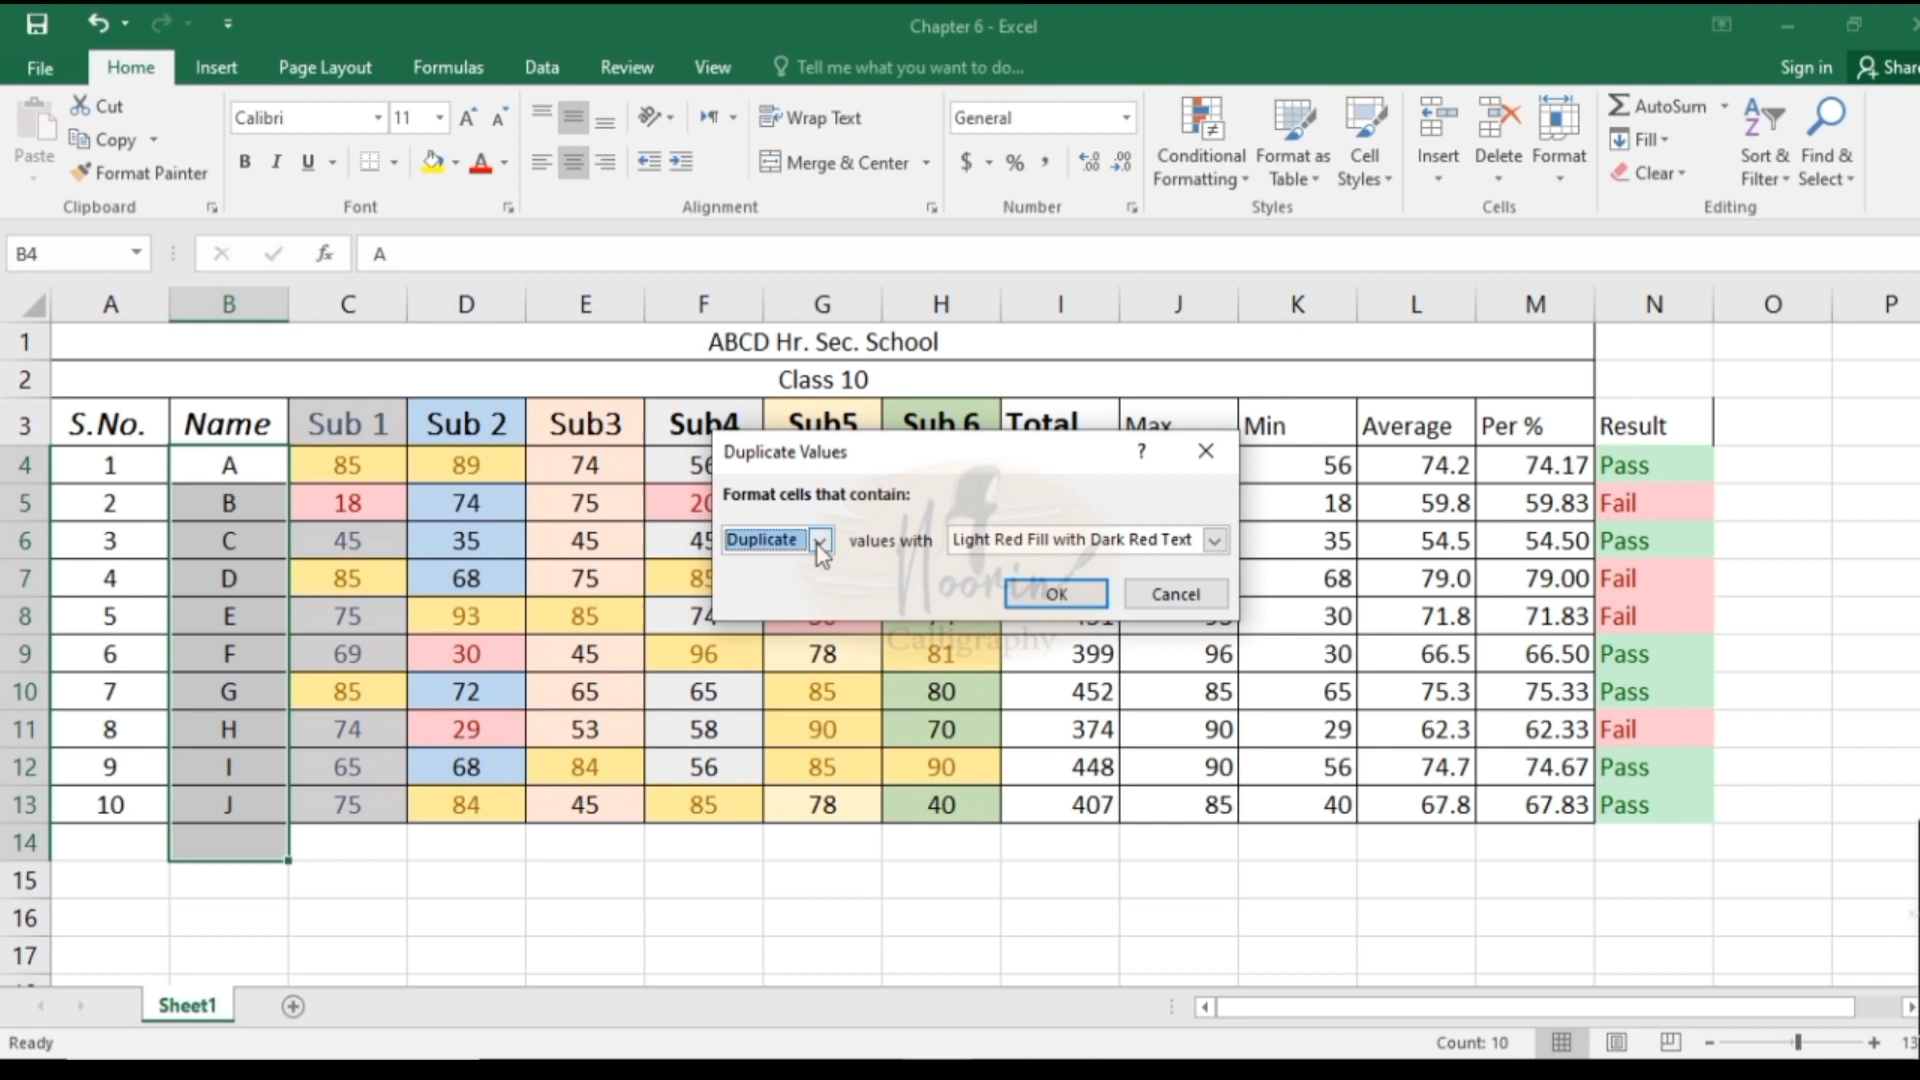 Chapter 6 - Excel
File Home Insert Page Layout Formulas Data Review View Tell me what you want to do... Sign in Share
Paste
Cut
Copy
Format Painter
Clipboard
Calibri 11
B I U
Font
Wrap Text
Merge & Center
Alignment
General
$ % ,
Number
Conditional Formatting
Format as Table
Cell Styles
Styles
Insert Delete Format
Cells
AutoSum
Fill
Clear
Sort & Filter
Find & Select
Editing
B4 fx A
A B C D E F G H I J K L M N O P
1 ABCD Hr. Sec. School
2 Class 10
3 S.No. Name Sub 1 Sub 2 Sub3 Sub4 Sub5 Sub 6 Total Max Min Average Per % Result
4 1 A 85 89 74 56 56 74.2 74.17 Pass
5 2 B 18 74 75 20 18 59.8 59.83 Fail
6 3 C 45 35 45 45 35 54.5 54.50 Pass
7 4 D 85 68 75 85 68 79.0 79.00 Fail
8 5 E 75 93 85 74 30 71.8 71.83 Fail
9 6 F 69 30 45 96 78 81 399 96 30 66.5 66.50 Pass
10 7 G 85 72 65 65 85 80 452 85 65 75.3 75.33 Pass
11 8 H 74 29 53 58 90 70 374 90 29 62.3 62.33 Fail
12 9 I 65 68 84 56 85 90 448 90 56 74.7 74.67 Pass
13 10 J 75 84 45 85 78 40 407 85 40 67.8 67.83 Pass
14
15
16
17
Duplicate Values ?
Format cells that contain:
Duplicate values with Light Red Fill with Dark Red Text
OK Cancel
Noorin
Calligraphy
Sheet1
Ready Count: 10